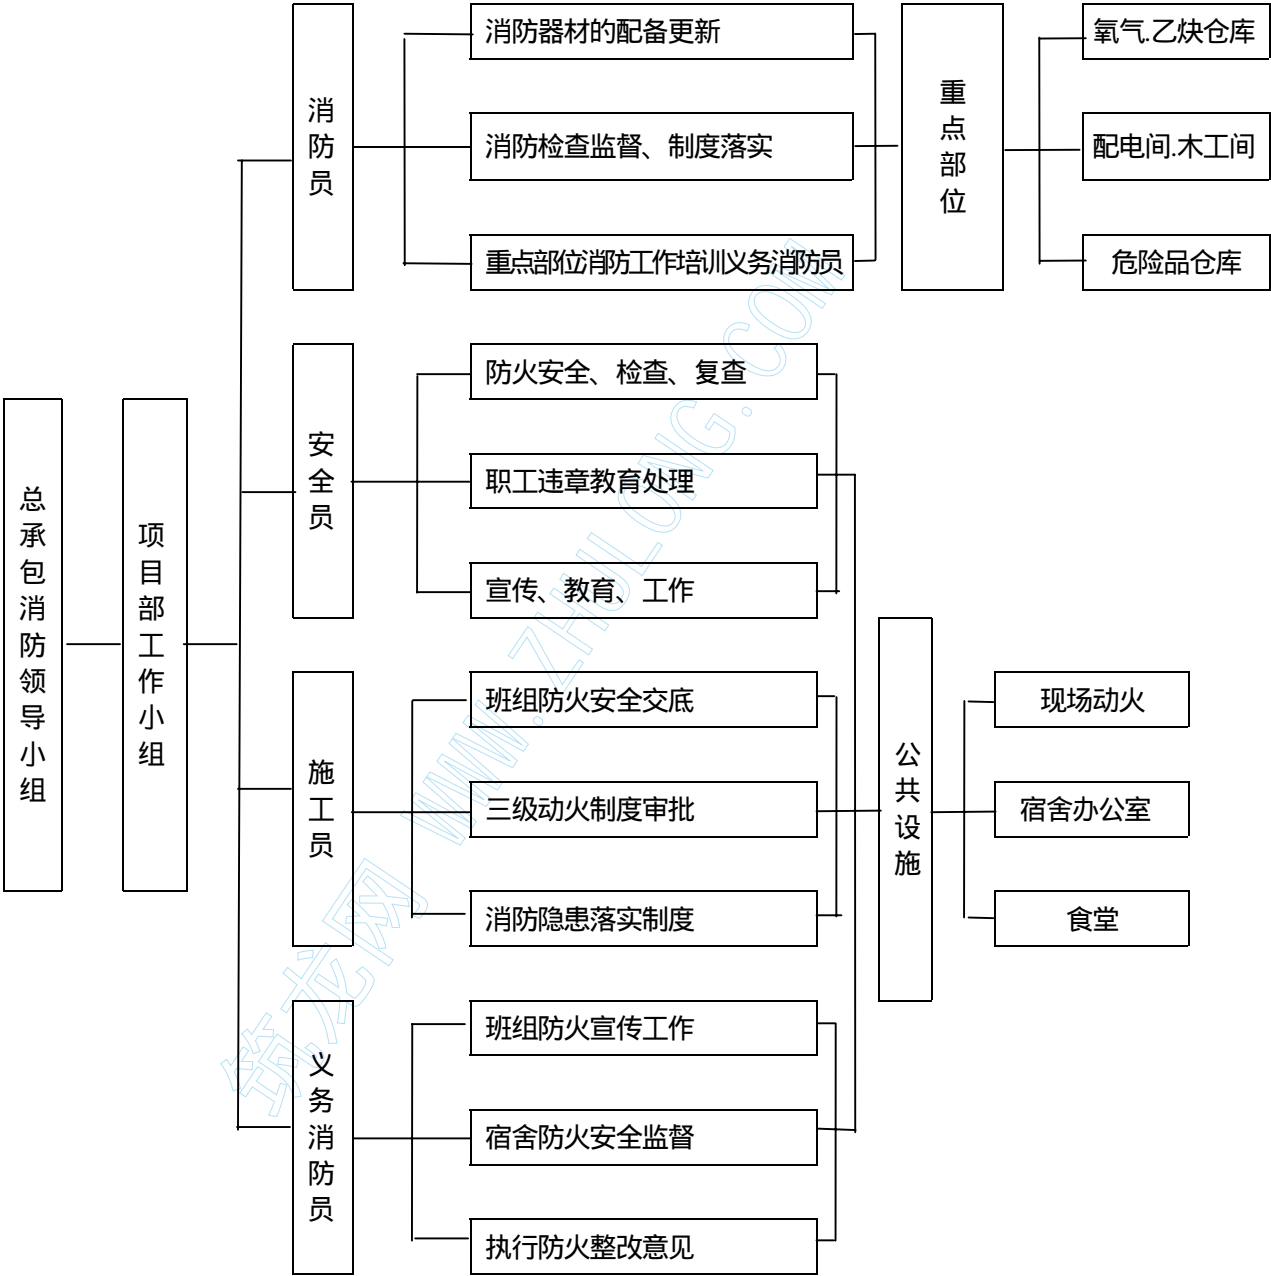 总承包消防领导小组
项目部工作小组
消防员
消防器材的配备更新
消防检查监督、制度落实
重点部位消防工作培训义务消防员
重点部位
氧气.乙炔仓库
配电间.木工间
危险品仓库
安全员
防火安全、检查、复查
职工违章教育处理
宣传、教育、工作
施工员
班组防火安全交底
三级动火制度审批
消防隐患落实制度
义务消防员
班组防火宣传工作
宿舍防火安全监督
执行防火整改意见
公共设施
现场动火
宿舍办公室
食堂
筑龙网 WWW.ZHULONG.COM